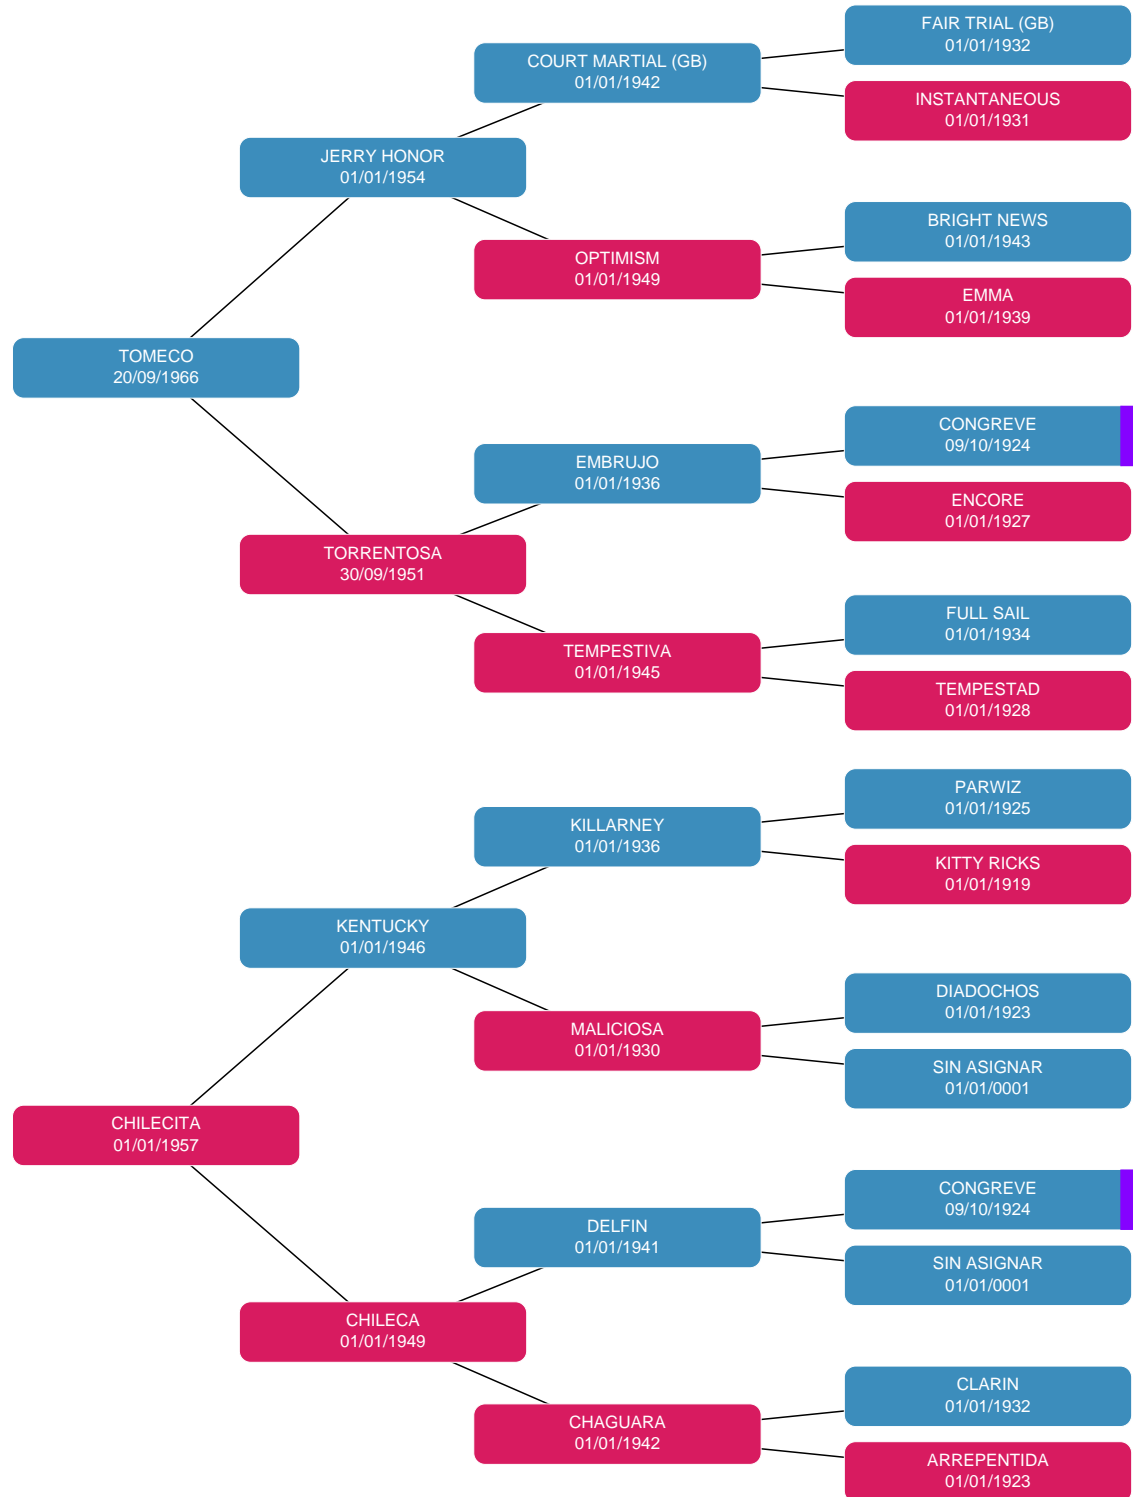 FAIR TRIAL (GB)
01/01/1932
COURT MARTIAL (GB)
01/01/1942
INSTANTANEOUS
01/01/1931
JERRY HONOR
01/01/1954
BRIGHT NEWS
01/01/1943
OPTIMISM
01/01/1949
EMMA
01/01/1939
TOMECO
20/09/1966
CONGREVE
09/10/1924
EMBRUJO
01/01/1936
ENCORE
01/01/1927
TORRENTOSA
30/09/1951
FULL SAIL
01/01/1934
TEMPESTIVA
01/01/1945
TEMPESTAD
01/01/1928
PARWIZ
01/01/1925
KILLARNEY
01/01/1936
KITTY RICKS
01/01/1919
KENTUCKY
01/01/1946
DIADOCHOS
01/01/1923
MALICIOSA
01/01/1930
SIN ASIGNAR
01/01/0001
CHILECITA
01/01/1957
CONGREVE
09/10/1924
DELFIN
01/01/1941
SIN ASIGNAR
01/01/0001
CHILECA
01/01/1949
CLARIN
01/01/1932
CHAGUARA
01/01/1942
ARREPENTIDA
01/01/1923